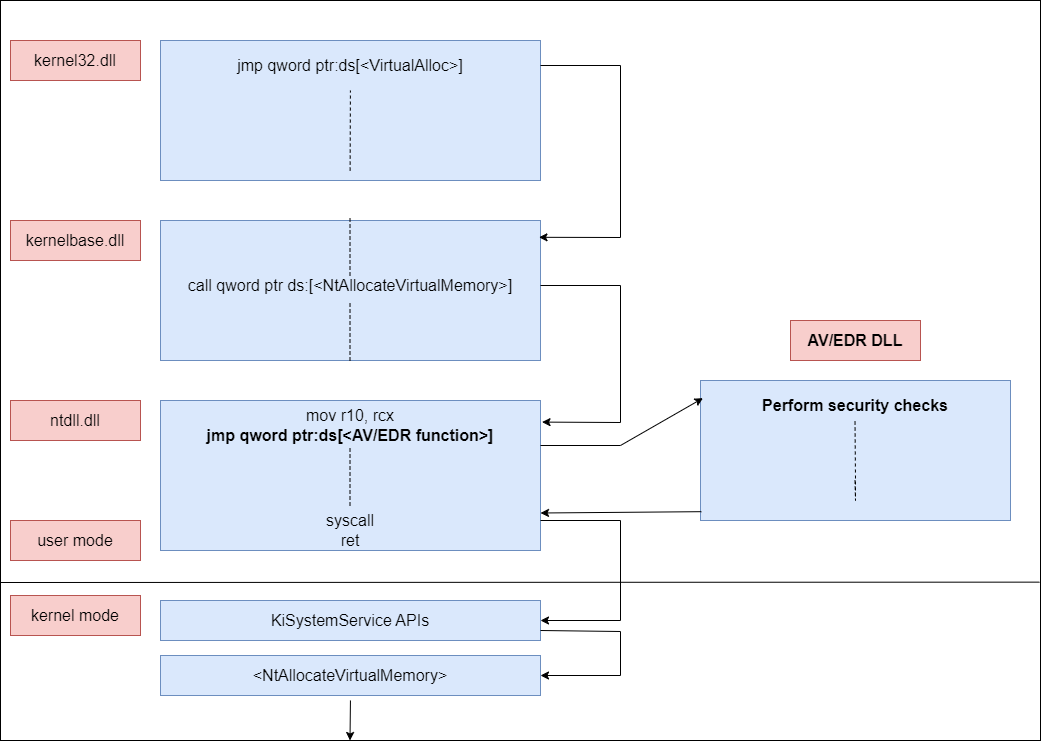 kernel32.dll
jmp qword ptr:ds[<VirtualAlloc>]
kernelbase.dll
call qword ptr ds:[<NtAllocateVirtualMemory>]
AV/EDR DLL
ntdll.dll
mov r10, rcx
jmp qword ptr:ds[<AV/EDR function>]
Perform security checks
syscall
ret
user mode
kernel mode
KiSystemService APIs
<NtAllocateVirtualMemory>